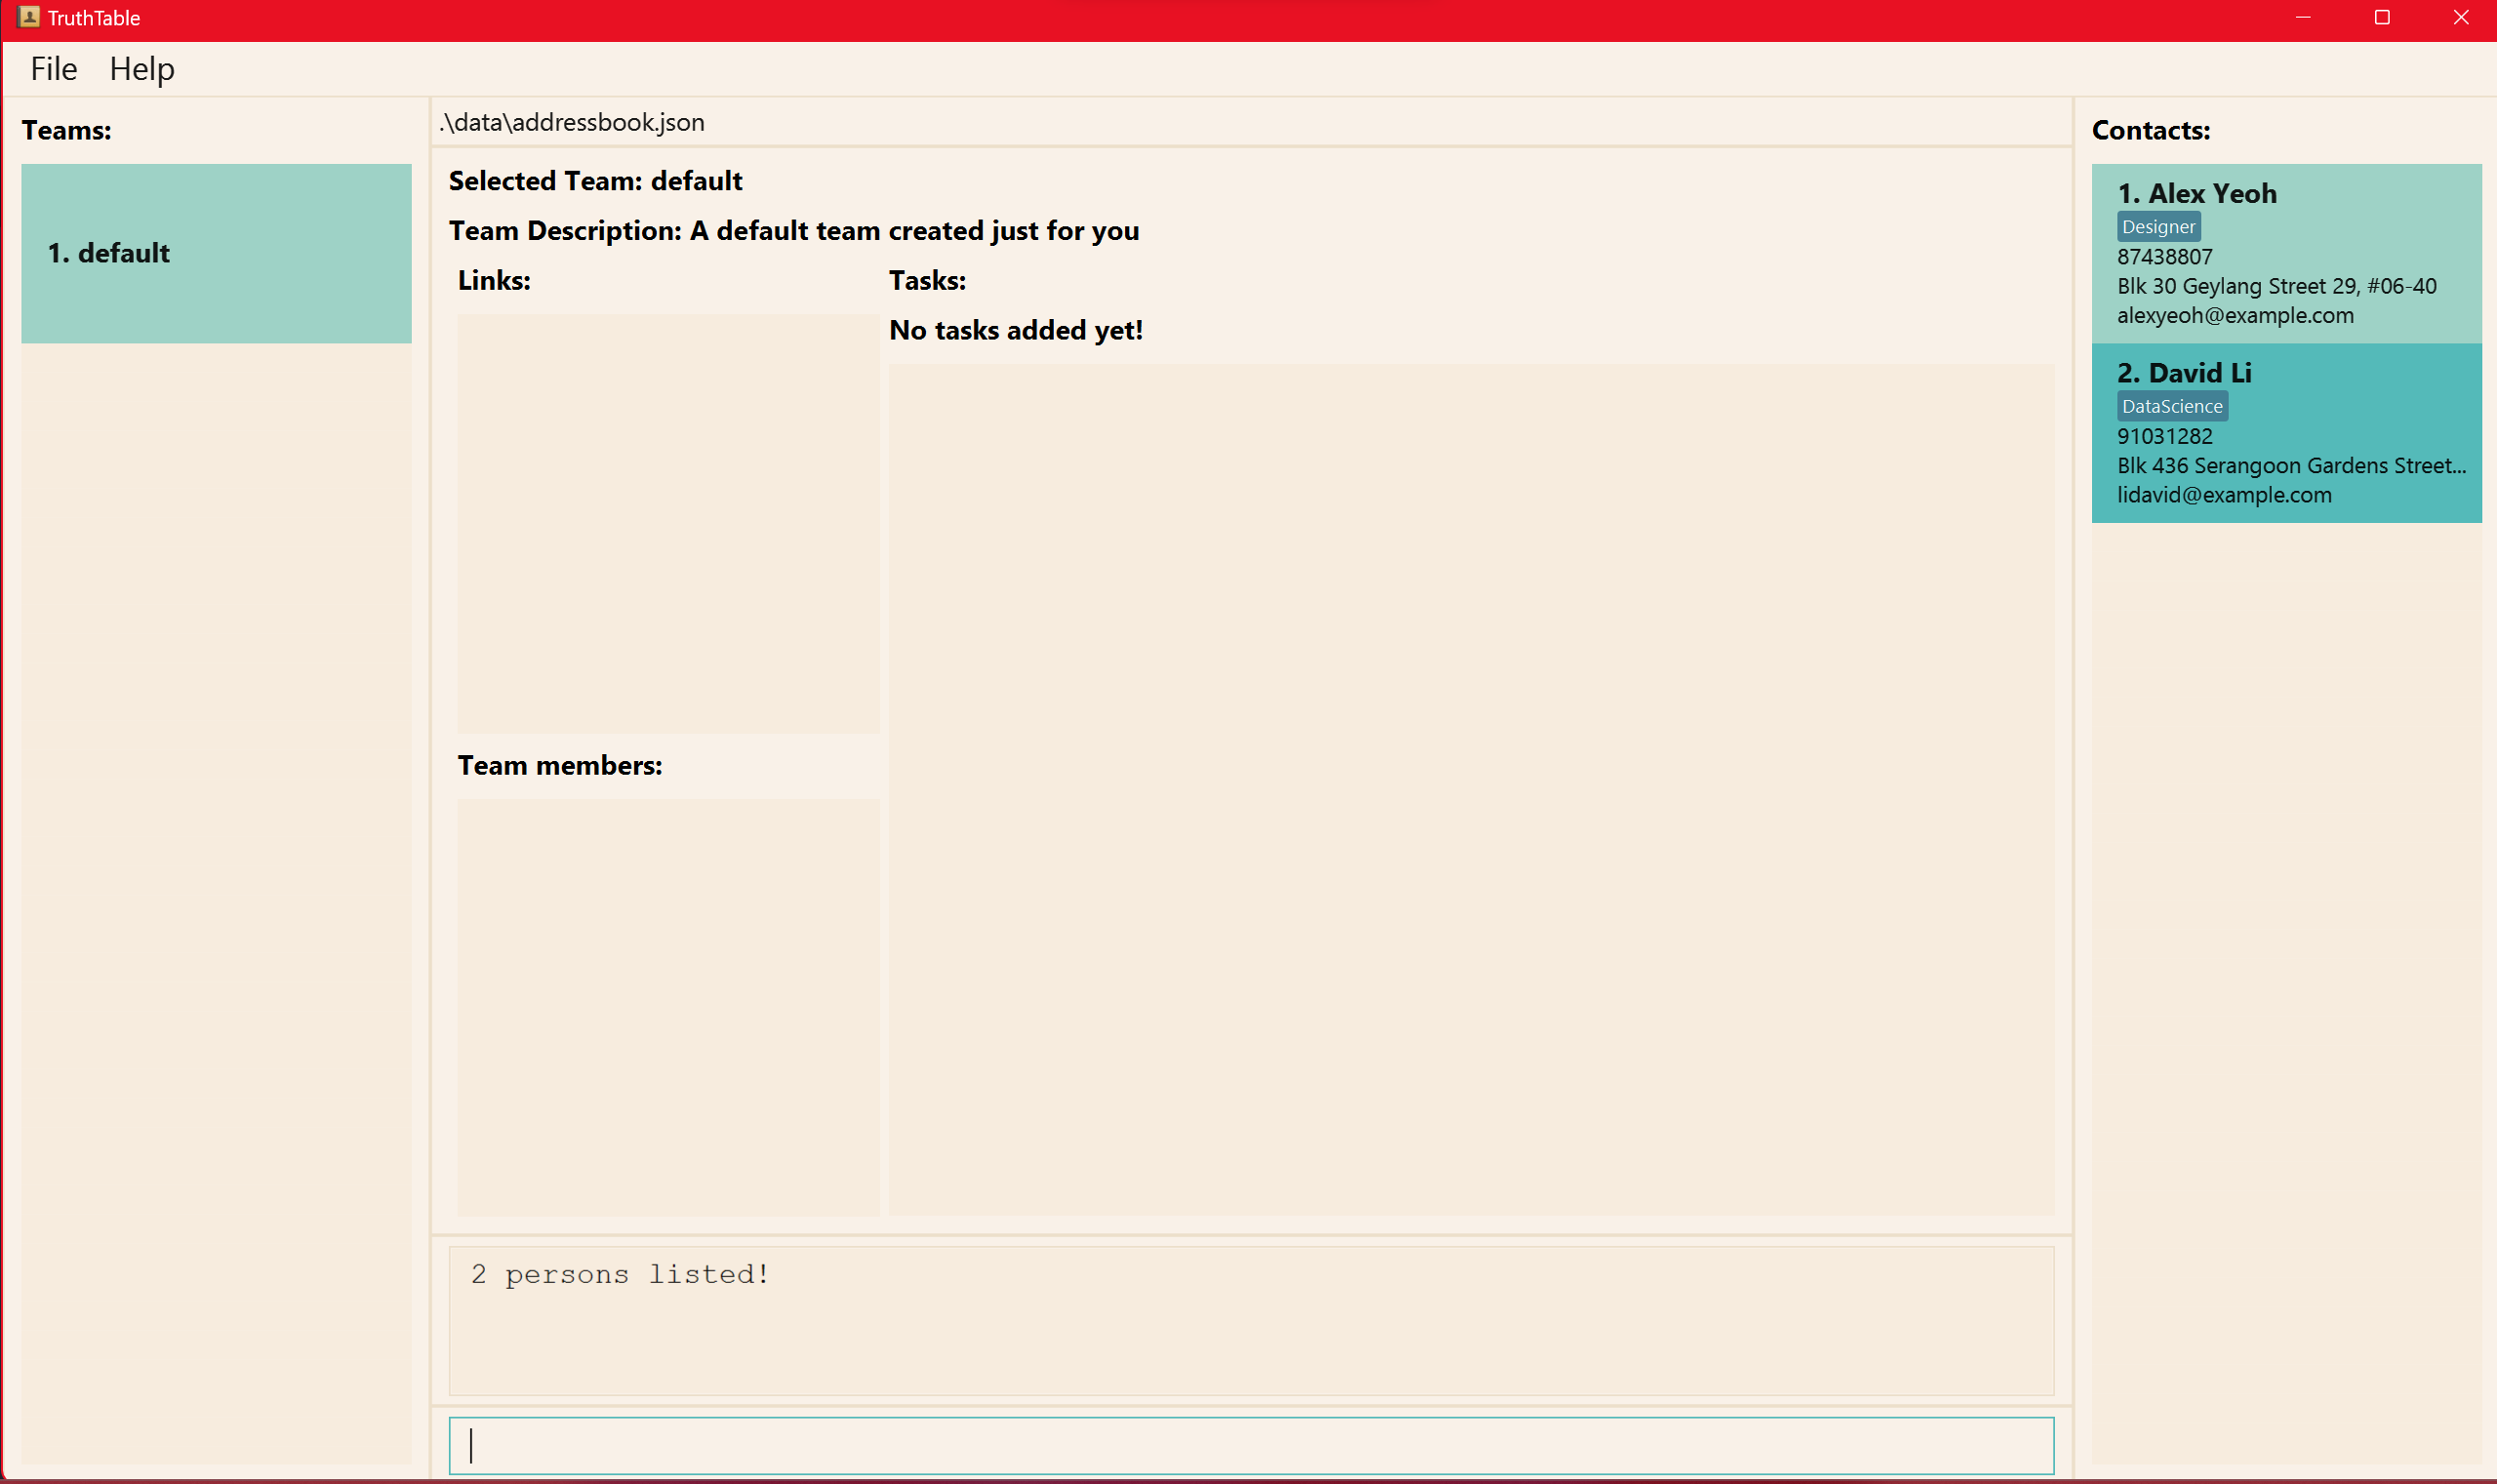 TruthTable
File Help
Teams:
1. default
.\data\addressbook.json
Selected Team: default
Team Description: A default team created just for you
Links:
Tasks:
No tasks added yet!
Team members:
2 persons listed!
Contacts:
1. Alex Yeoh
Designer
87438807
Blk 30 Geylang Street 29, #06-40
alexyeoh@example.com
2. David Li
DataScience
91031282
Blk 436 Serangoon Gardens Street...
lidavid@example.com